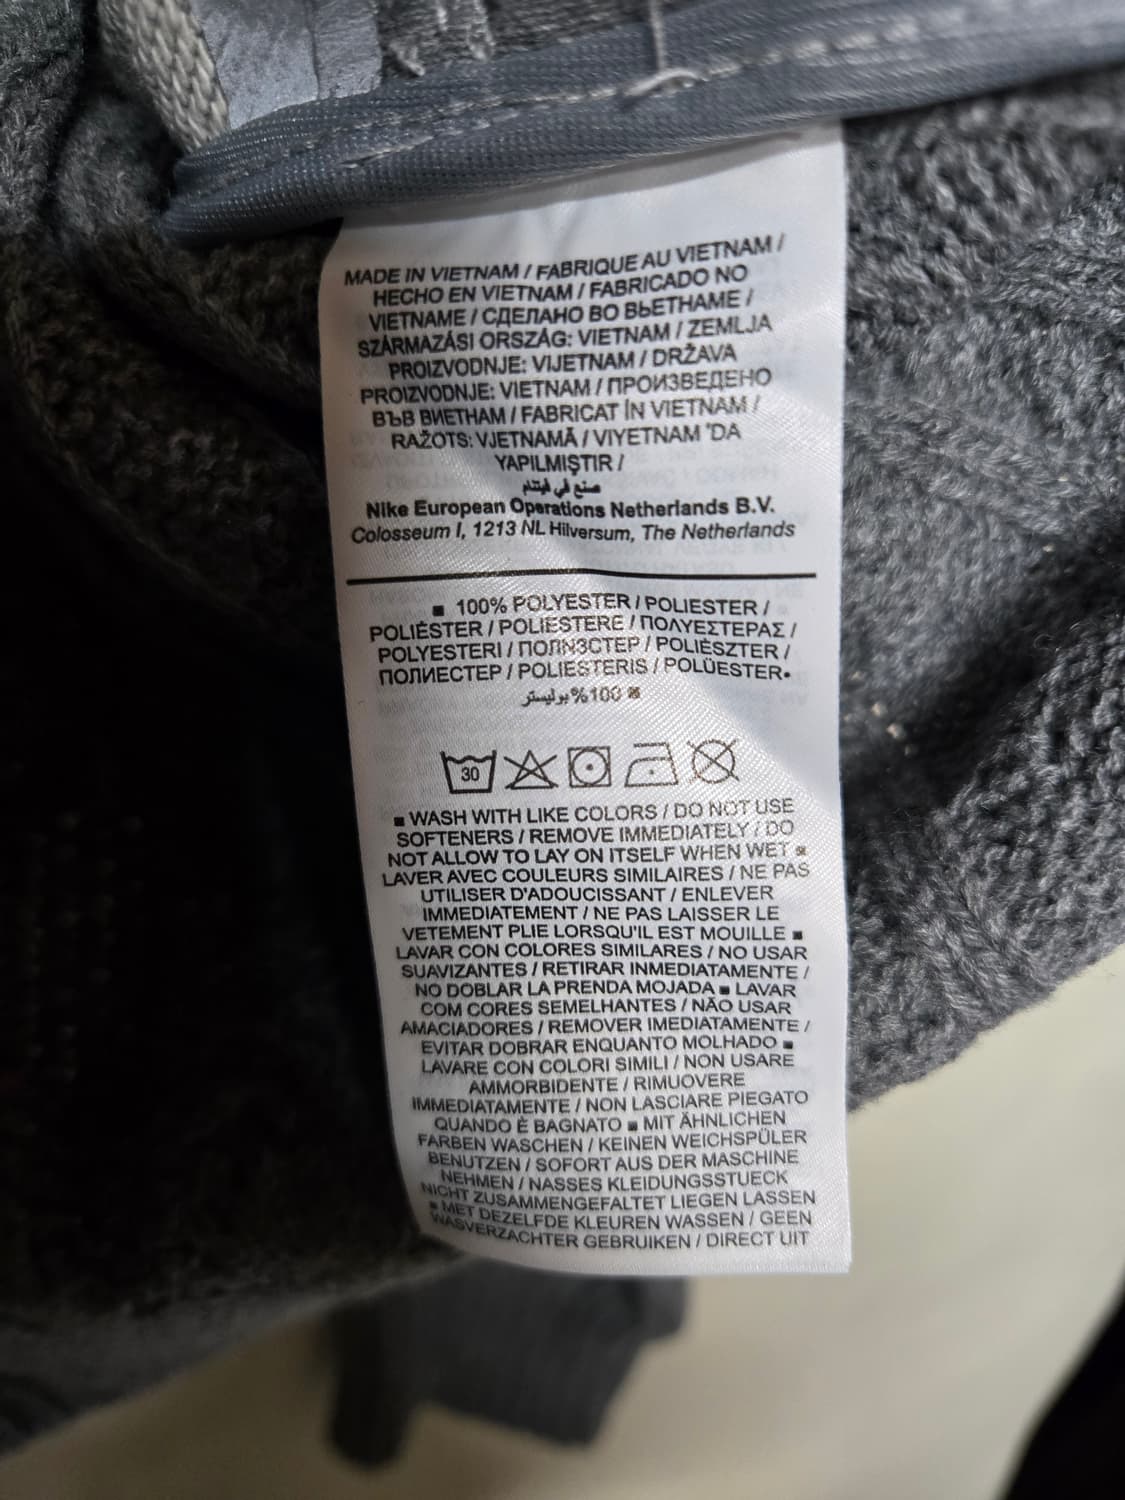 MADE IN VIETNAM / FABRIQUE AU VIETNAM /
HECHO EN VIETNAM / FABRICADO NO
VIETNAME / СДЕЛАНО ВО ВЬЕТНАМЕ /
SZÁRMAZÁSI ORSZÁG: VIETNAM / ZEMLJA
PROIZVODNJE: VIJETNAM / DRŽAVA
PROIZVODNJE: VIETNAM / ПРОИЗВЕДЕНО
ВЪВ ВИЕТНАМ / FABRICAT ÎN VIETNAM /
RAŽOTS: VJETNAMĀ / VIYETNAM 'DA
YAPILMIŞTIR /
صنع في فيتنام
Nike European Operations Netherlands B.V.
Colosseum I, 1213 NL Hilversum, The Netherlands
■ 100% POLYESTER / POLIESTER /
POLIÉSTER / POLIESTERE / ΠΟΛΥΕΣΤΕΡΑΣ /
POLYESTERI / ПОЛИЭСТЕР / POLIÉSZTER /
ПОЛИЕСТЕР / POLIESTERIS / POLÜESTER•
■ 100% بوليستر
30
■ WASH WITH LIKE COLORS / DO NOT USE
SOFTENERS / REMOVE IMMEDIATELY / DO
NOT ALLOW TO LAY ON ITSELF WHEN WET ■
LAVER AVEC COULEURS SIMILAIRES / NE PAS
UTILISER D'ADOUCISSANT / ENLEVER
IMMEDIATEMENT / NE PAS LAISSER LE
VETEMENT PLIE LORSQU'IL EST MOUILLE ■
LAVAR CON COLORES SIMILARES / NO USAR
SUAVIZANTES / RETIRAR INMEDIATAMENTE /
NO DOBLAR LA PRENDA MOJADA ■ LAVAR
COM CORES SEMELHANTES / NÃO USAR
AMACIADORES / REMOVER IMEDIATAMENTE /
EVITAR DOBRAR ENQUANTO MOLHADO ■
LAVARE CON COLORI SIMILI / NON USARE
AMMORBIDENTE / RIMUOVERE
IMMEDIATAMENTE / NON LASCIARE PIEGATO
QUANDO È BAGNATO ■ MIT ÄHNLICHEN
FARBEN WASCHEN / KEINEN WEICHSPÜLER
BENUTZEN / SOFORT AUS DER MASCHINE
NEHMEN / NASSES KLEIDUNGSSTUECK
NICHT ZUSAMMENGEFALTET LIEGEN LASSEN
■ MET DEZELFDE KLEUREN WASSEN / GEEN
WASVERZACHTER GEBRUIKEN / DIRECT UIT